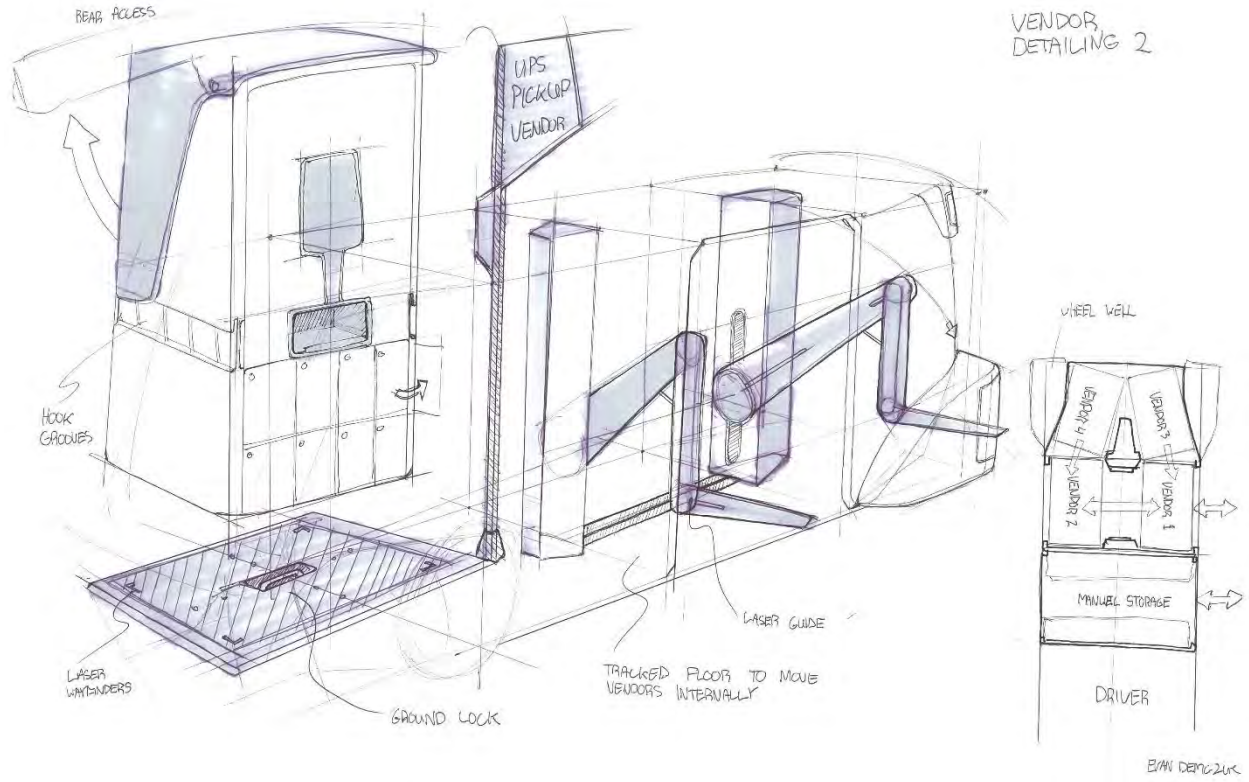 REAR ACCESS
VENDOR
DETAILING 2
UPS
PICKUP
VENDOR
WHEEL WELL
HOOK
GROOVES
VENDOR 4
VENDOR 3
VENDOR 2
VENDOR 1
MANUAL STORAGE
LASER GUIDE
LASER
WAYFINDERS
TRACKED FLOOR TO MOVE
VENDORS INTERNALLY
GROUND LOCK
DRIVER
EVAN